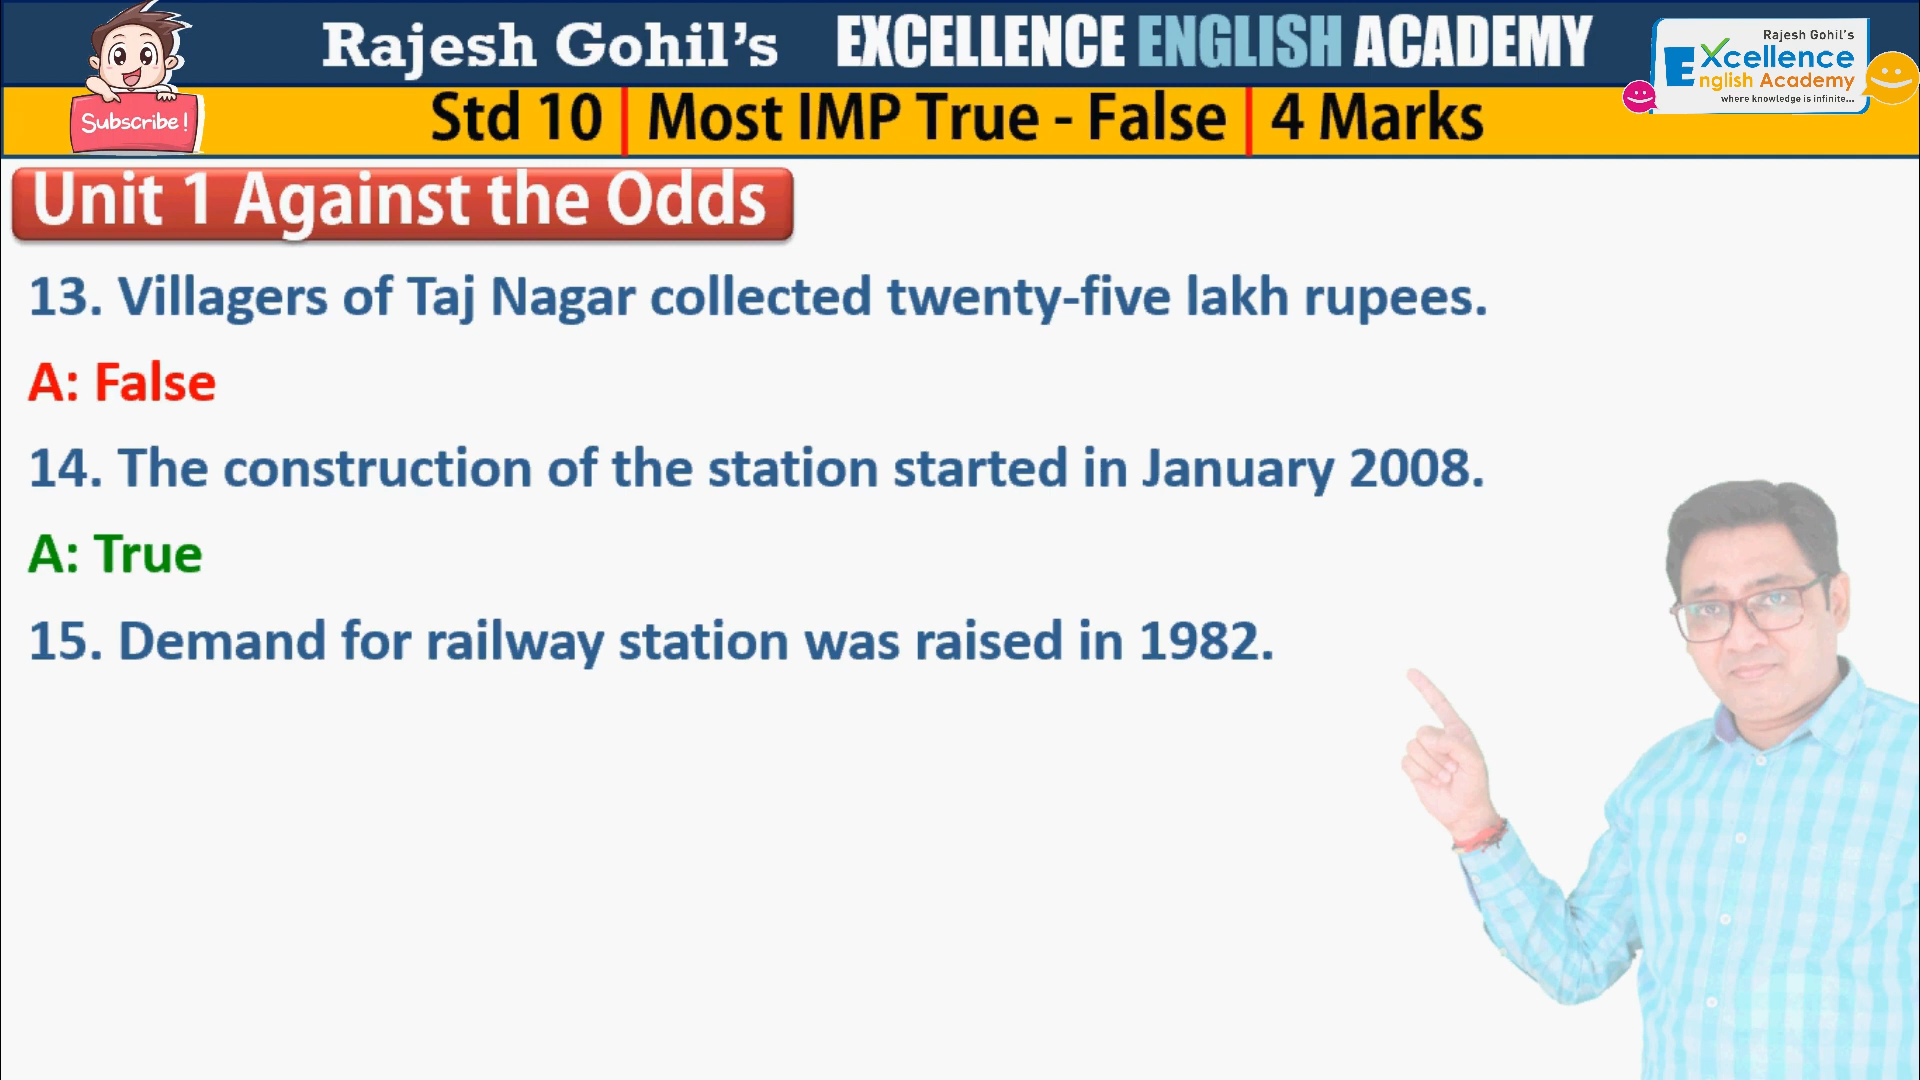 Rajesh Gohil's EXCELLENCE ENGLISH ACADEMY
Rajesh Gohil's
Excellence
English Academy
where knowledge is infinite...
Subscribe!
Std 10 | Most IMP True - False | 4 Marks
Unit 1 Against the Odds
13. Villagers of Taj Nagar collected twenty-five lakh rupees.
A: False
14. The construction of the station started in January 2008.
A: True
15. Demand for railway station was raised in 1982.